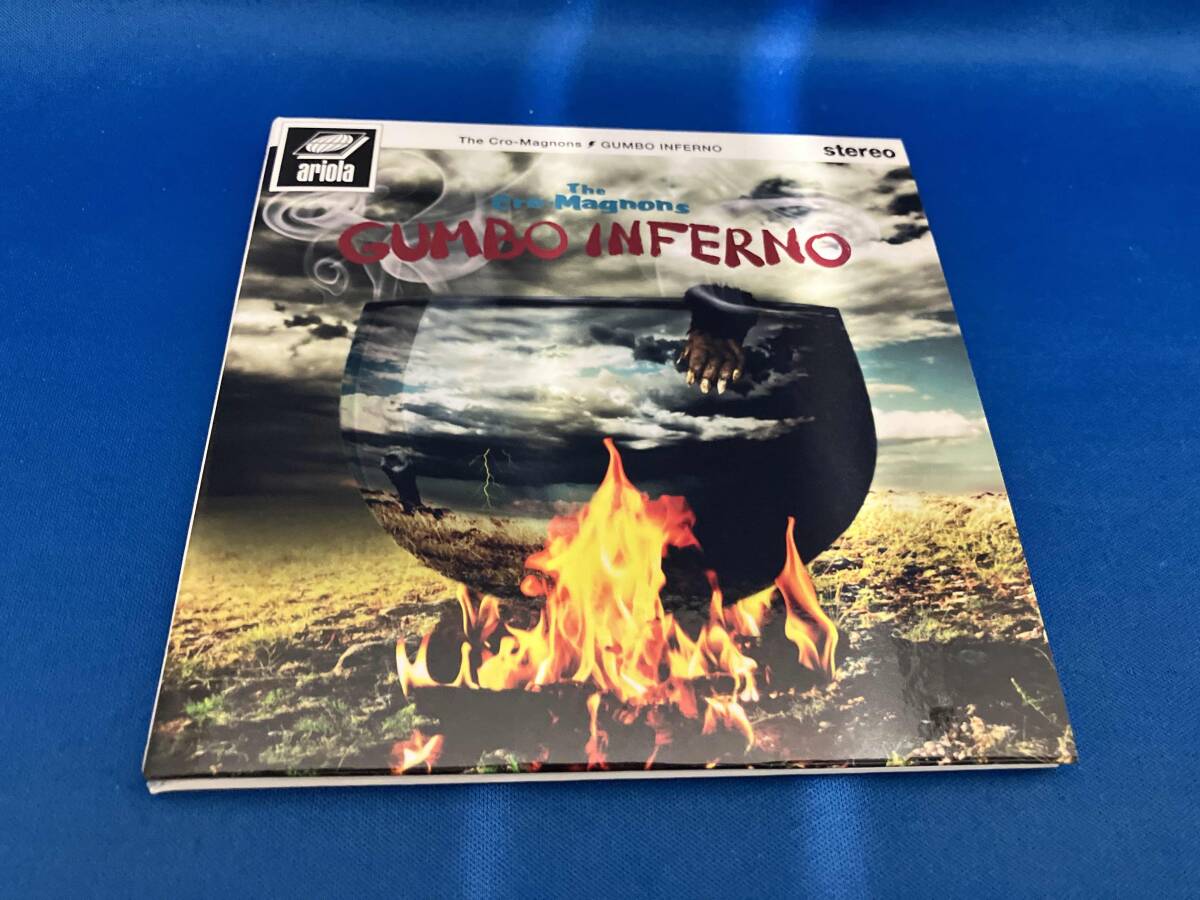 ariola
The Cro-Magnons GUMBO INFERNO
stereo
The
Cro-Magnons
GUMBO INFERNO